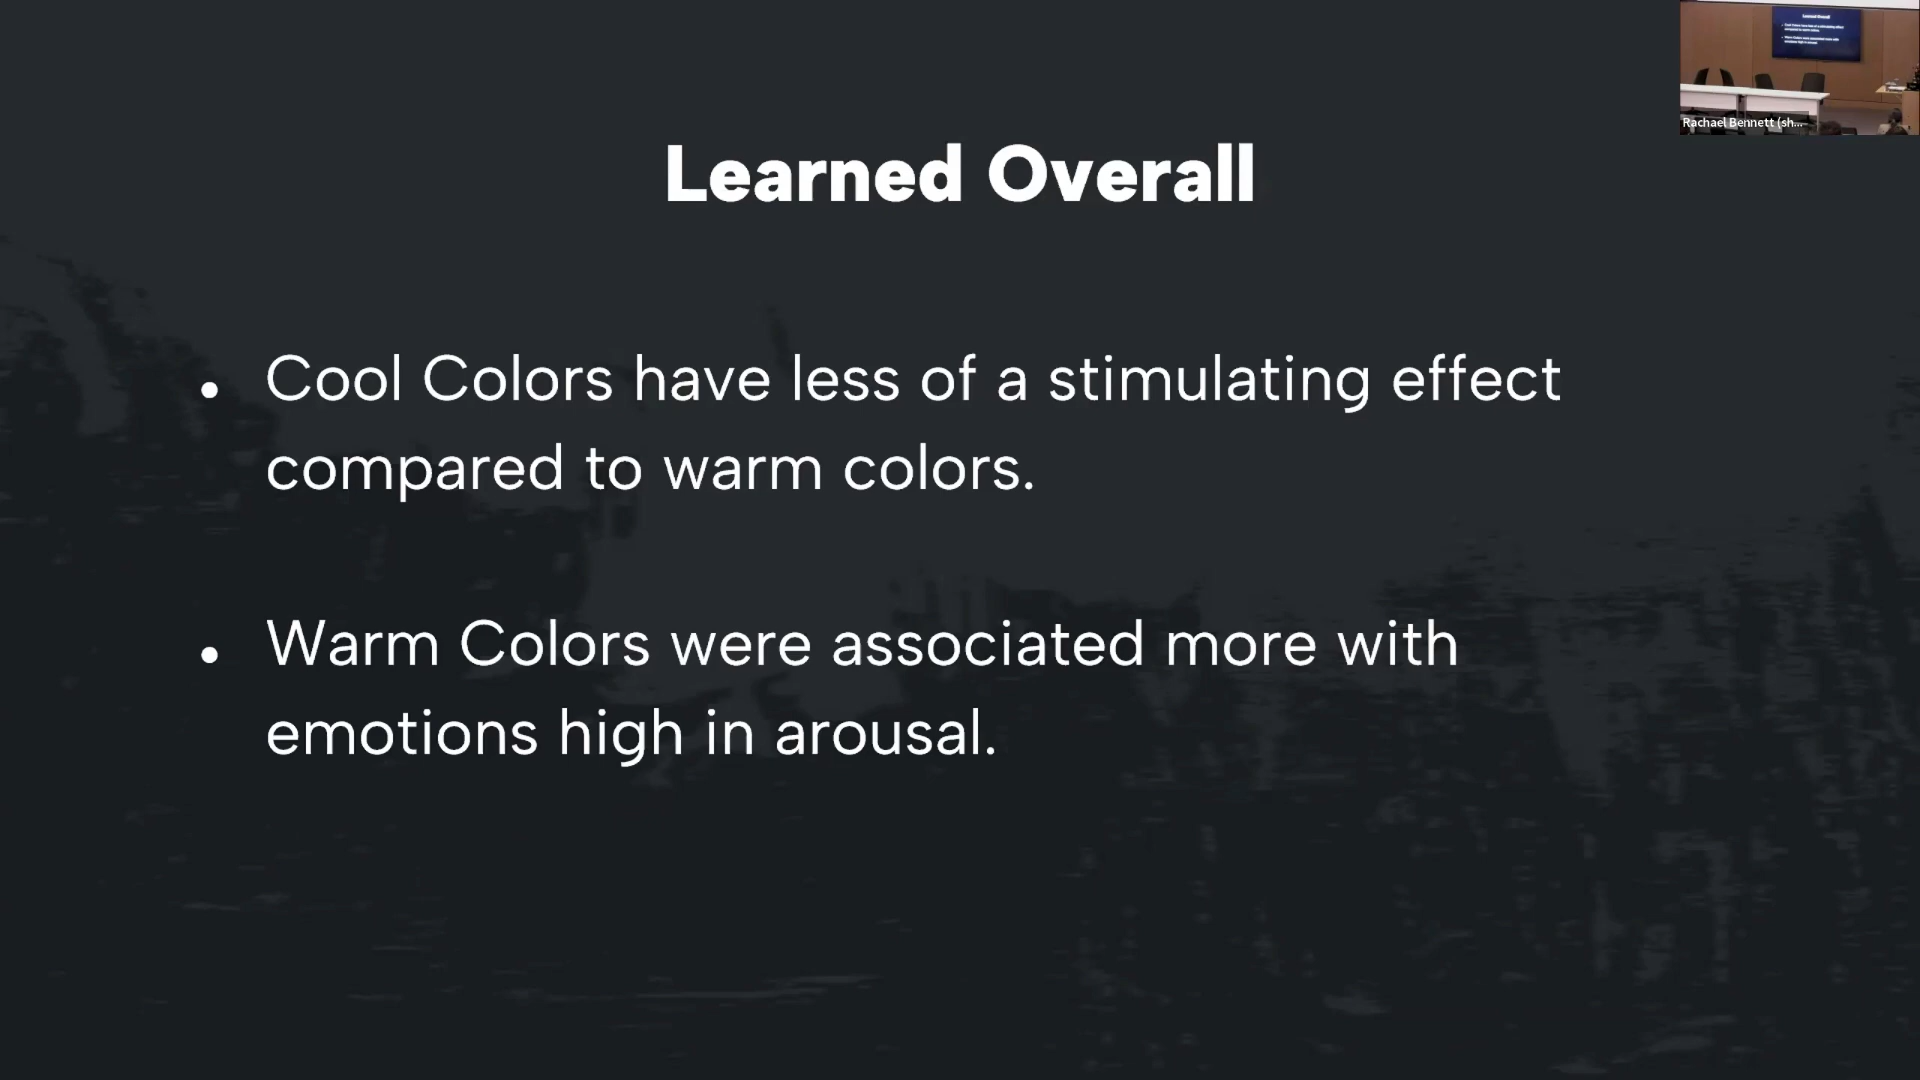 Rachael Bennett (sh...
Learned Overall
• Cool Colors have less of a stimulating effect
compared to warm colors.
• Warm Colors were associated more with
emotions high in arousal.